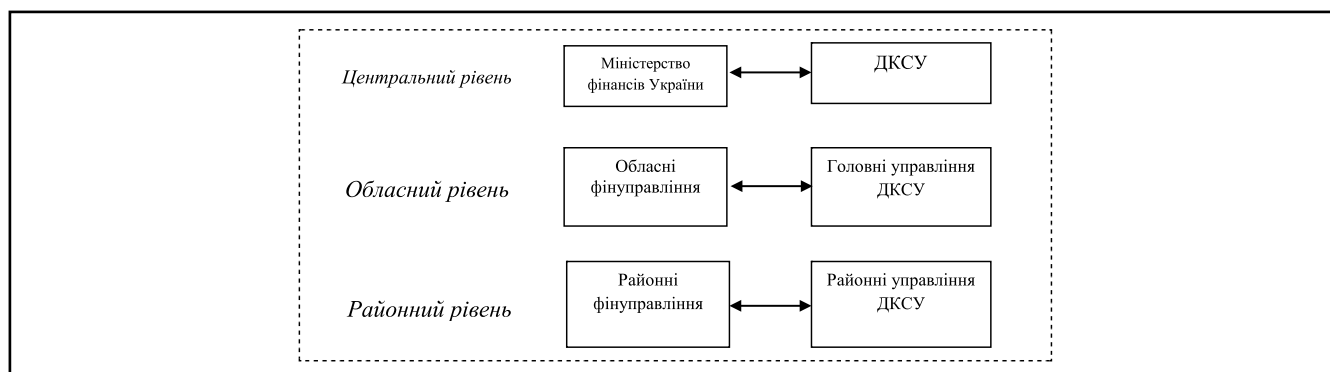 Центральний рівень
Міністерство
фінансів України
ДКСУ
Обласний рівень
Обласні
фінуправління
Головні управління
ДКСУ
Районний рівень
Районні
фінуправління
Районні управління
ДКСУ